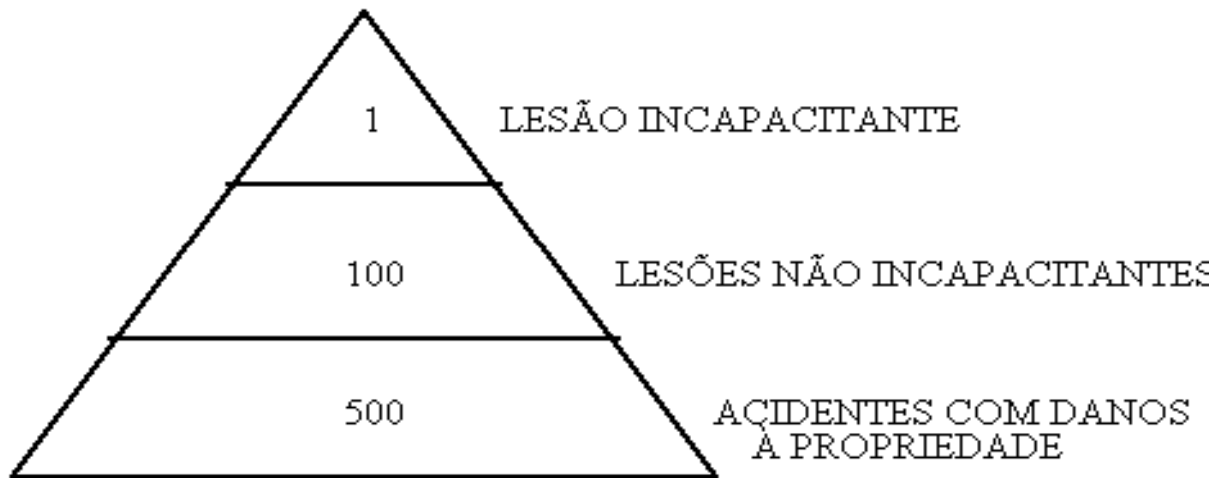 1 LESÃO INCAPACITANTE
100 LESÕES NÃO INCAPACITANTES
500 ACIDENTES COM DANOS
À PROPRIEDADE